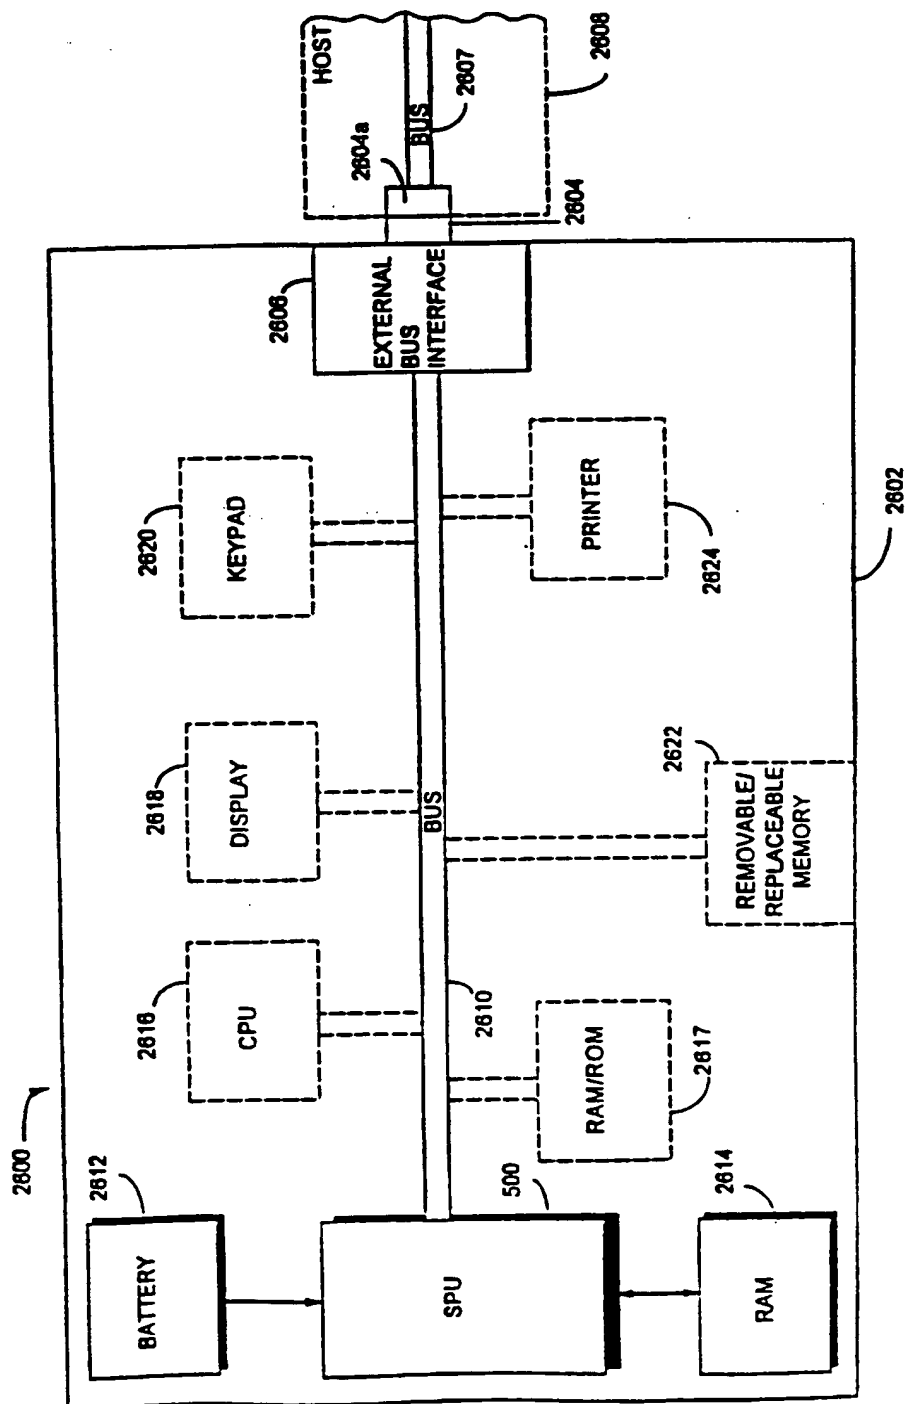 2600
2612
BATTERY
2616
CPU
2618
DISPLAY
2620
KEYPAD
2606
EXTERNAL
BUS
INTERFACE
HOST
2604a
BUS
2607
2604
2608
SPU
500
BUS
2610
RAM/ROM
2617
PRINTER
2624
2614
RAM
2622
REMOVABLE/
REPLACEABLE
MEMORY
2602